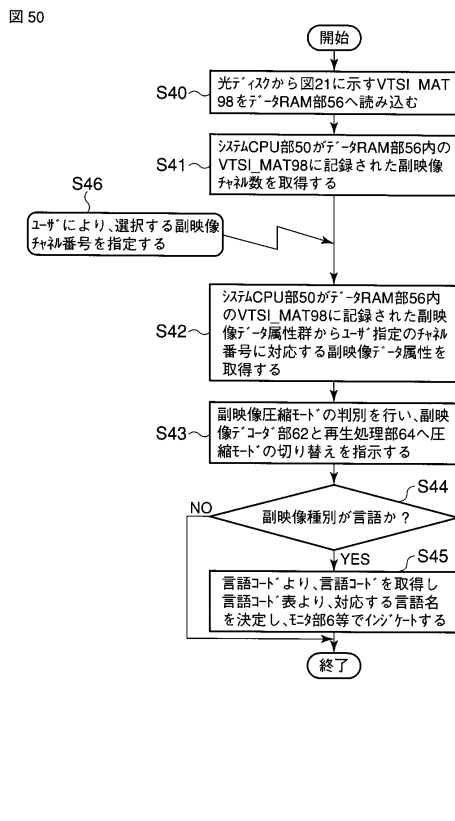 図 50
開始
S40
光ディスクから図21に示すVTSI MAT
98をデータRAM部56へ読み込む
S41
システムCPU部50がデータRAM部56内の
VTSI_MAT98に記録された副映像
チャネル数を取得する
S46
ユーザにより、選択する副映像
チャネル番号を指定する
S42
システムCPU部50がデータRAM部56内
のVTSI_MAT98に記録された副映
像データ属性群からユーザ指定のチャネル
番号に対応する副映像データ属性を
取得する
S43
副映像圧縮モードの判別を行い、副映
像デコーダ部62と再生処理部64へ圧
縮モードの切り替えを指示する
S44
副映像種別が言語か?
NO
YES
S45
言語コードより、言語コードを取得し
言語コード表より、対応する言語名
を決定し、モニタ部6等でインジケートする
終了